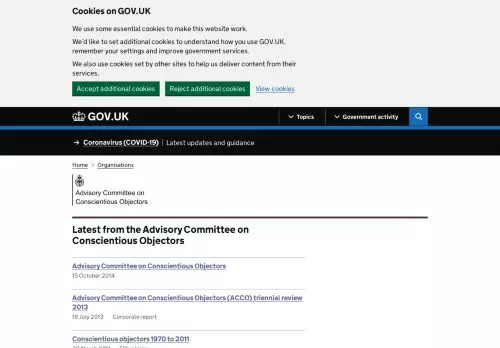 Cookies on GOV.UK
We use some essential cookies to make this website work.
We'd like to set additional cookies to understand how you use GOV.UK,
remember your settings and improve government services.
We also use cookies set by other sites to help us deliver content from their
services.
Accept additional cookies Reject additional cookies View cookies
GOV.UK Topics Government activity
Coronavirus (COVID-19) Latest updates and guidance
Home Organisations
Advisory Committee on
Conscientious Objectors
Latest from the Advisory Committee on
Conscientious Objectors
Advisory Committee on Conscientious Objectors
15 October 2014
Advisory Committee on Conscientious Objectors (ACCO) triennial review
2013
18 July 2013 Corporate report
Conscientious objectors 1970 to 2011